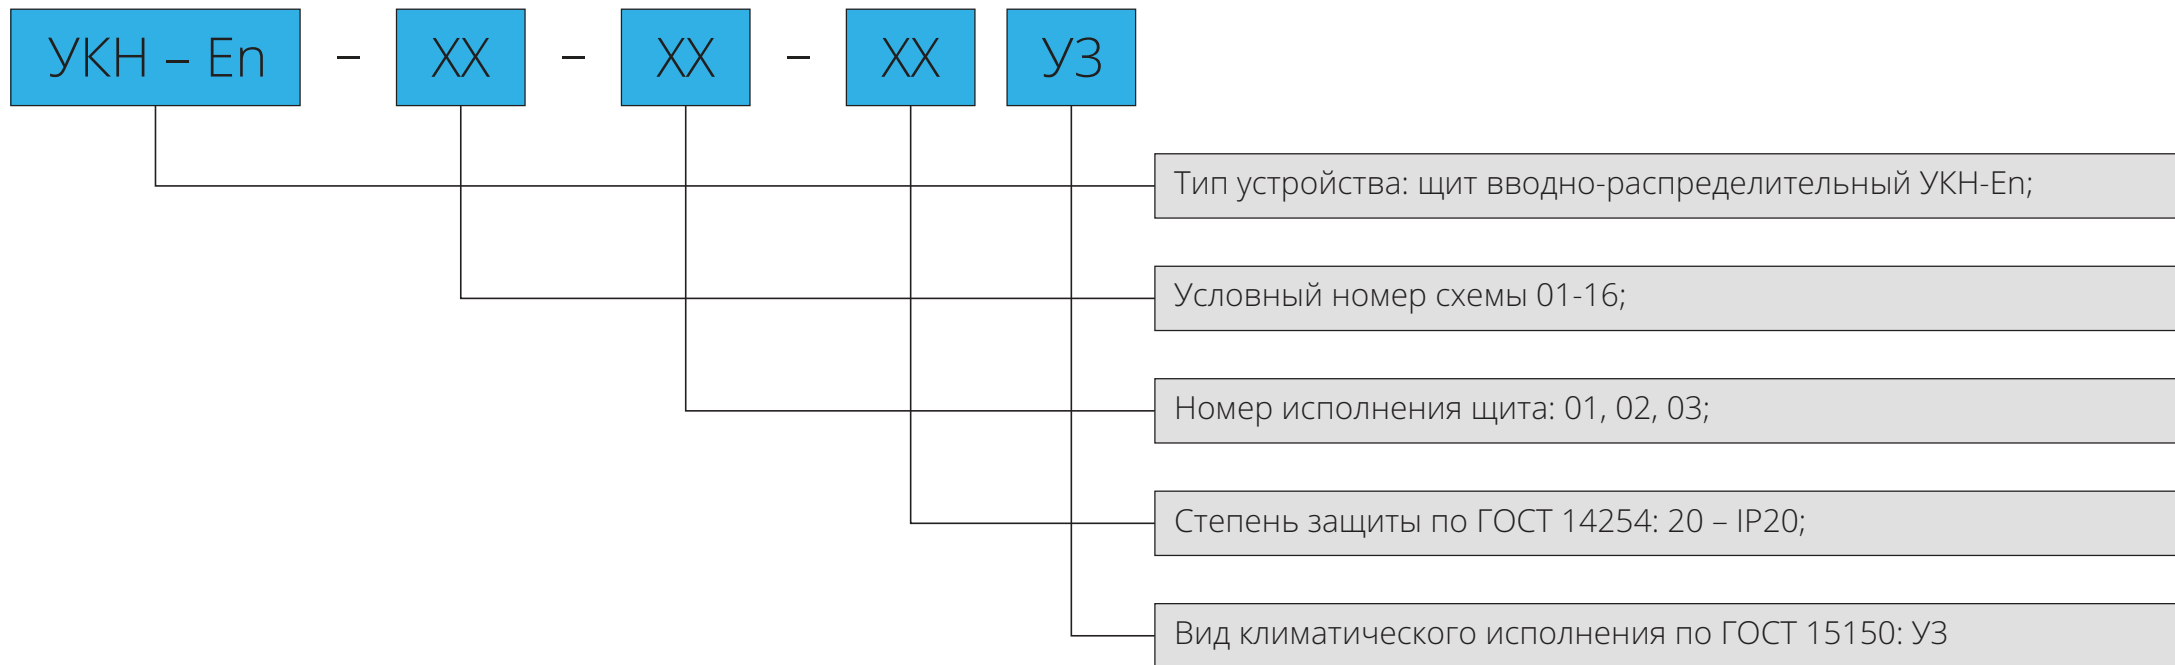 УКН – En – XX – XX – XX У3
Тип устройства: щит вводно-распределительный УКН-En;
Условный номер схемы 01-16;
Номер исполнения щита: 01, 02, 03;
Степень защиты по ГОСТ 14254: 20 – IP20;
Вид климатического исполнения по ГОСТ 15150: У3